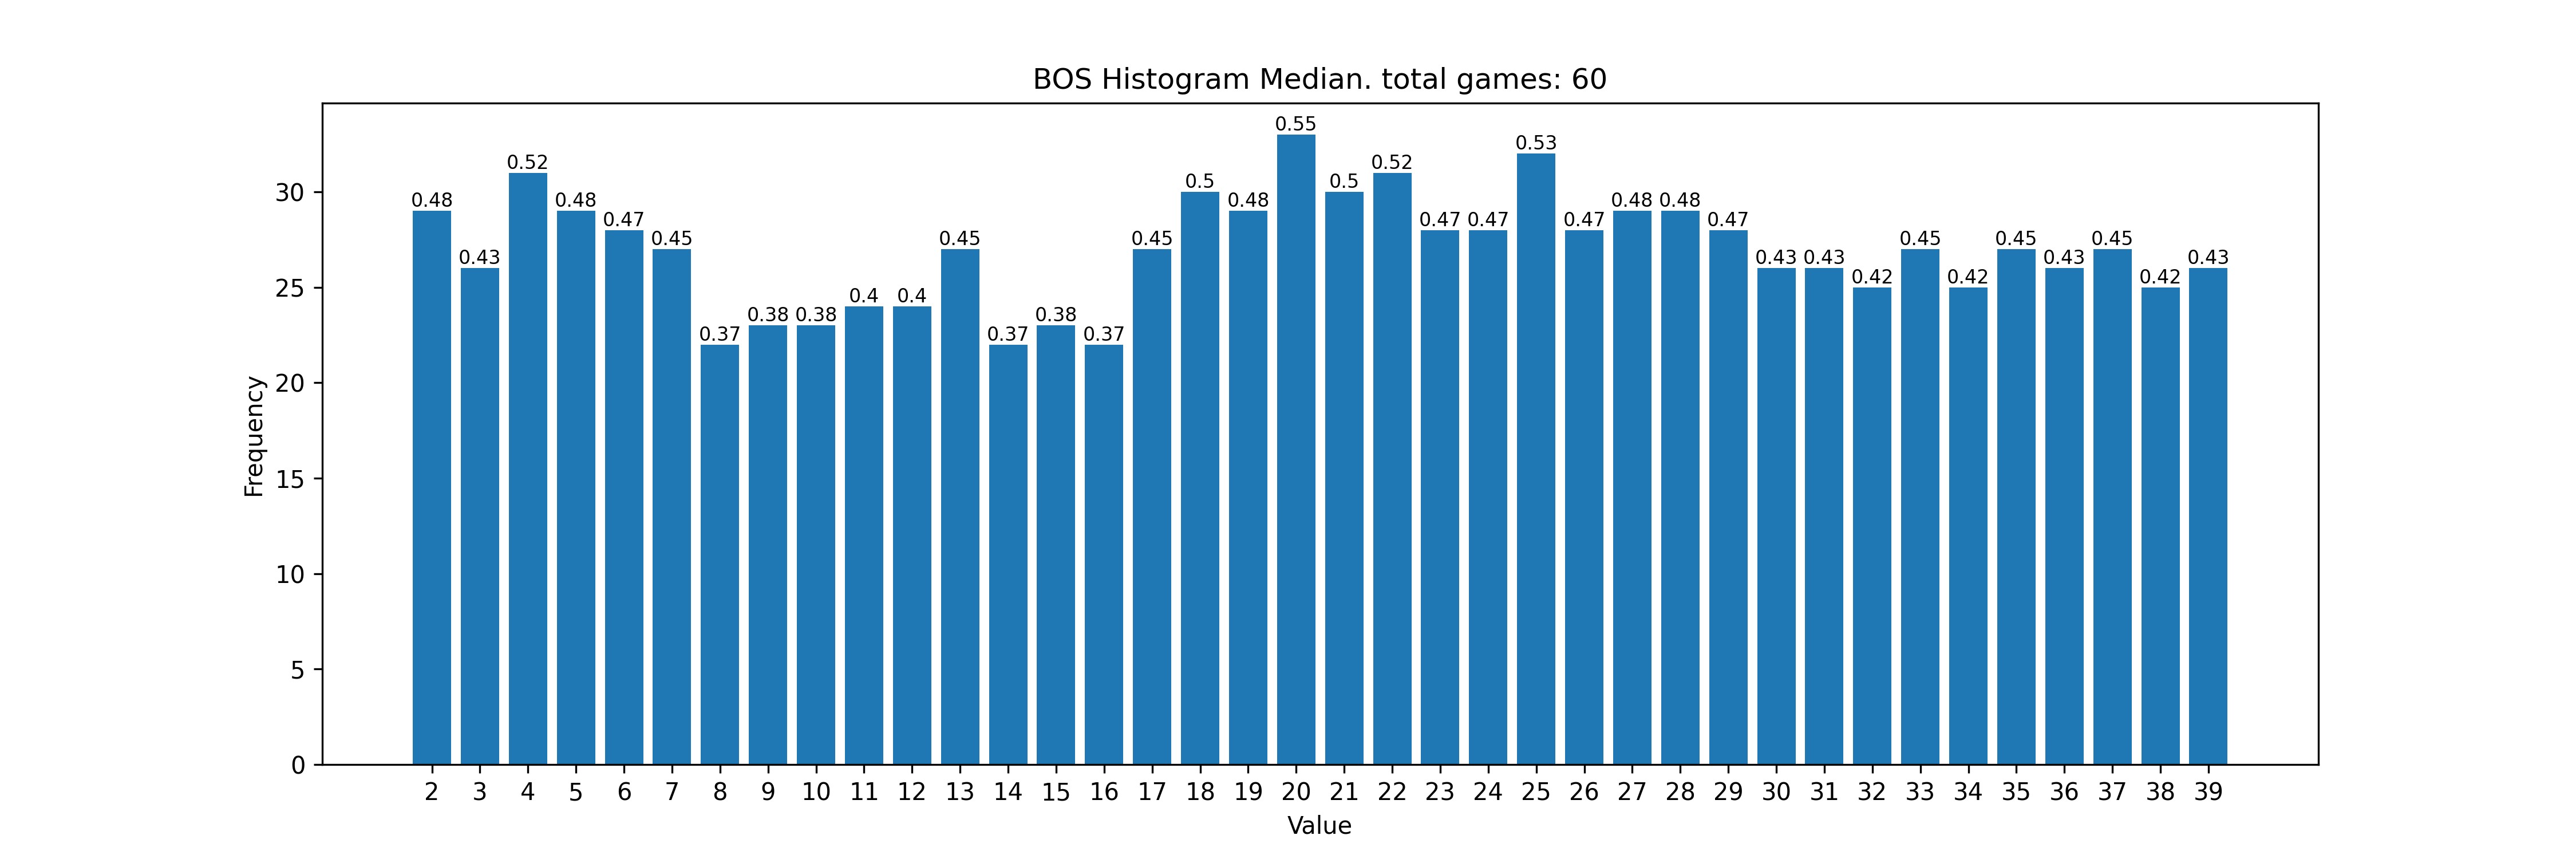 BOS Histogram Median. total games: 60
0.48 0.43 0.52 0.48 0.47 0.45 0.37 0.38 0.38 0.4 0.4 0.45 0.37 0.38 0.37 0.45 0.5 0.48 0.55 0.5 0.52 0.47 0.47 0.53 0.47 0.48 0.48 0.47 0.43 0.43 0.42 0.45 0.42 0.45 0.43 0.45 0.42 0.43
Frequency
30
25
20
15
10
5
0
2 3 4 5 6 7 8 9 10 11 12 13 14 15 16 17 18 19 20 21 22 23 24 25 26 27 28 29 30 31 32 33 34 35 36 37 38 39
Value